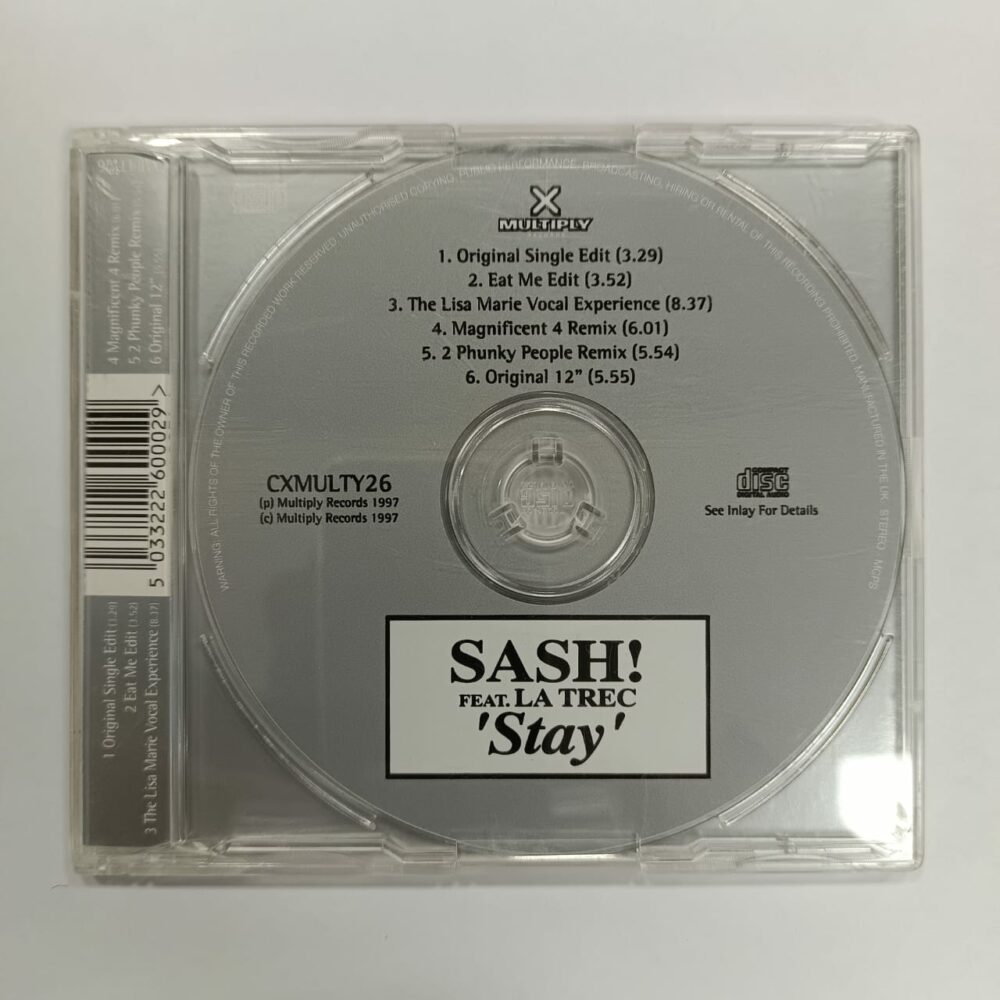 X
MULTIPLY
RECORDS
1. Original Single Edit (3.29)
2. Eat Me Edit (3.52)
3. The Lisa Marie Vocal Experience (8.37)
4. Magnificent 4 Remix (6.01)
5. 2 Phunky People Remix (5.54)
6. Original 12” (5.55)
CXMULTY26
(p) Multiply Records 1997
(c) Multiply Records 1997
COMPACT
disc
DIGITAL AUDIO
See Inlay For Details
SASH!
FEAT. LA TREC
'Stay'
WARNING: ALL RIGHTS OF THE OWNER OF THIS RECORDED WORK RESERVED. UNAUTHORISED COPYING, PUBLIC PERFORMANCE, BROADCASTING, HIRING OR RENTAL OF THIS RECORDING PROHIBITED. MANUFACTURED IN THE UK. STEREO. MCPS
1 Original Single Edit (3.29)
2 Eat Me Edit (3.52)
3 The Lisa Marie Vocal Experience (8.37)
5 033222 600029 >
4 Magnificent 4 Remix
5 2 Phunky People Remix
6 Original 12"